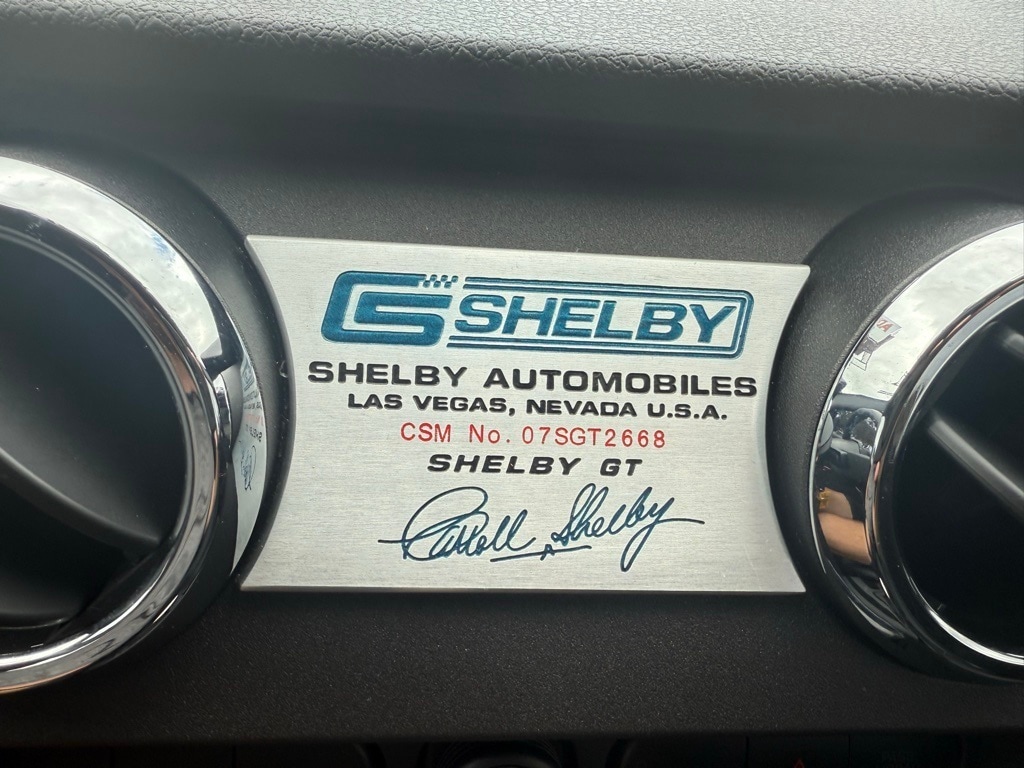 CS SHELBY
SHELBY AUTOMOBILES
LAS VEGAS, NEVADA U.S.A.
CSM No. 07SGT2668
SHELBY GT
Carroll Shelby